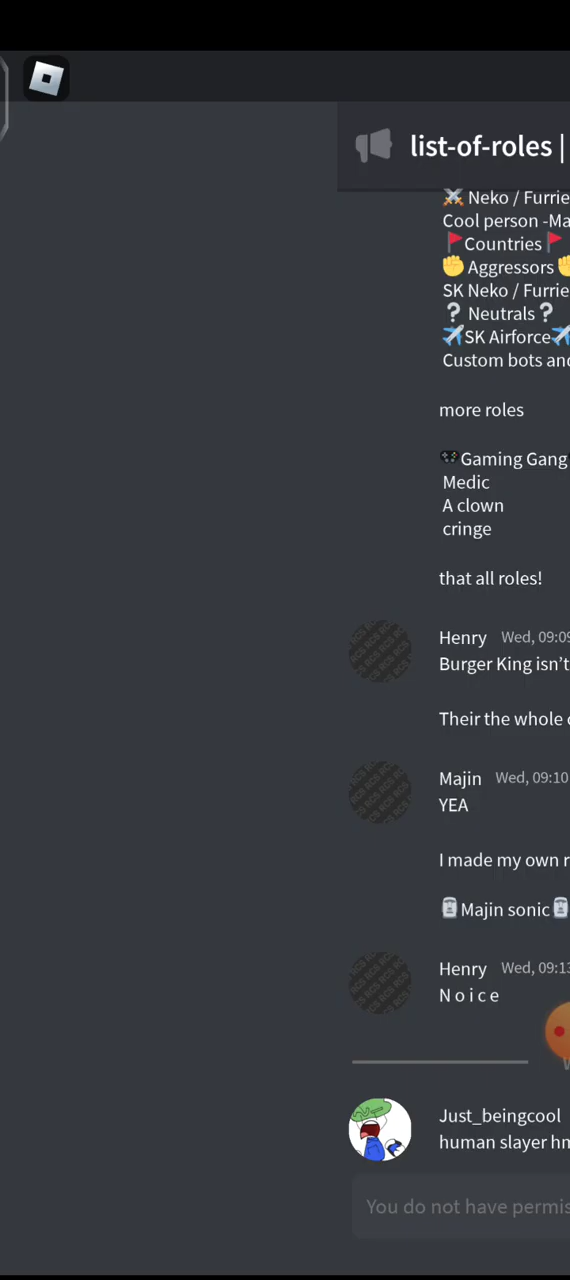 list-of-roles |
Neko / Furrie
Cool person -Ma
🚩Countries🚩
✊ Aggressors ✊
SK Neko / Furrie
❔ Neutrals ❔
✈️SK Airforce✈️
Custom bots and
more roles
🎮Gaming Gang
Medic
A clown
cringe
that all roles!
Henry Wed, 09:09
Burger King isn't
Their the whole
Majin Wed, 09:10
YEA
I made my own r
🗿Majin sonic🗿
Henry Wed, 09:13
N o i c e
Just_beingcool
human slayer hm
You do not have permis